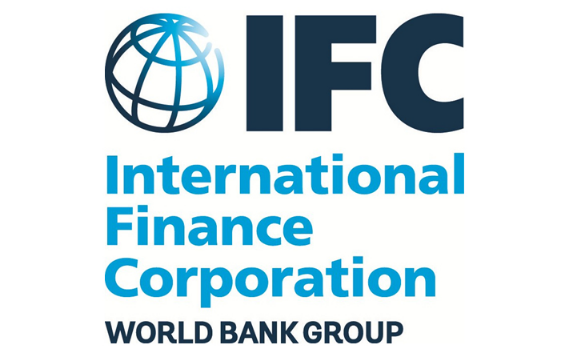 IFC
International
Finance
Corporation
WORLD BANK GROUP